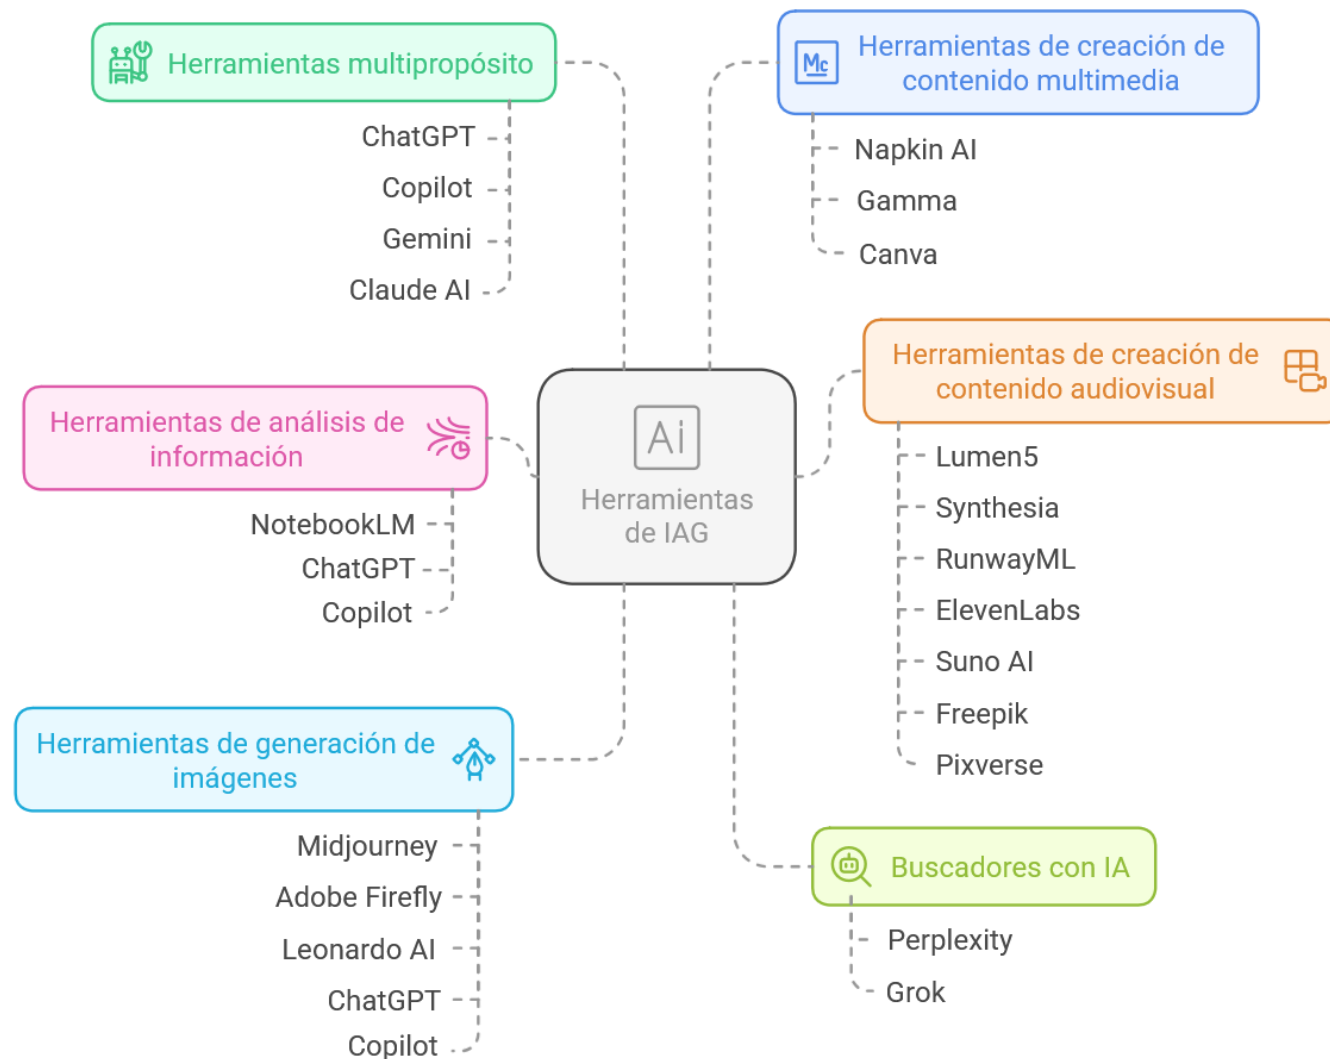 Herramientas multipropósito
ChatGPT
Copilot
Gemini
Claude AI
Mc
Herramientas de creación de
contenido multimedia
Napkin AI
Gamma
Canva
Herramientas de análisis de
información
NotebookLM
ChatGPT
Copilot
Ai
Herramientas
de IAG
Herramientas de creación de
contenido audiovisual
Lumen5
Synthesia
RunwayML
ElevenLabs
Suno AI
Freepik
Pixverse
Herramientas de generación de
imágenes
Midjourney
Adobe Firefly
Leonardo AI
ChatGPT
Copilot
Buscadores con IA
Perplexity
Grok